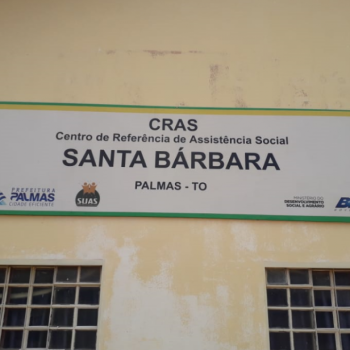 CRAS
Centro de Referência de Assistência Social
SANTA BÁRBARA
PALMAS - TO
PREFEITURA
PALMAS
SUAS
DESENVOLVIMENTO
SOCIAL E AGRÁRIO